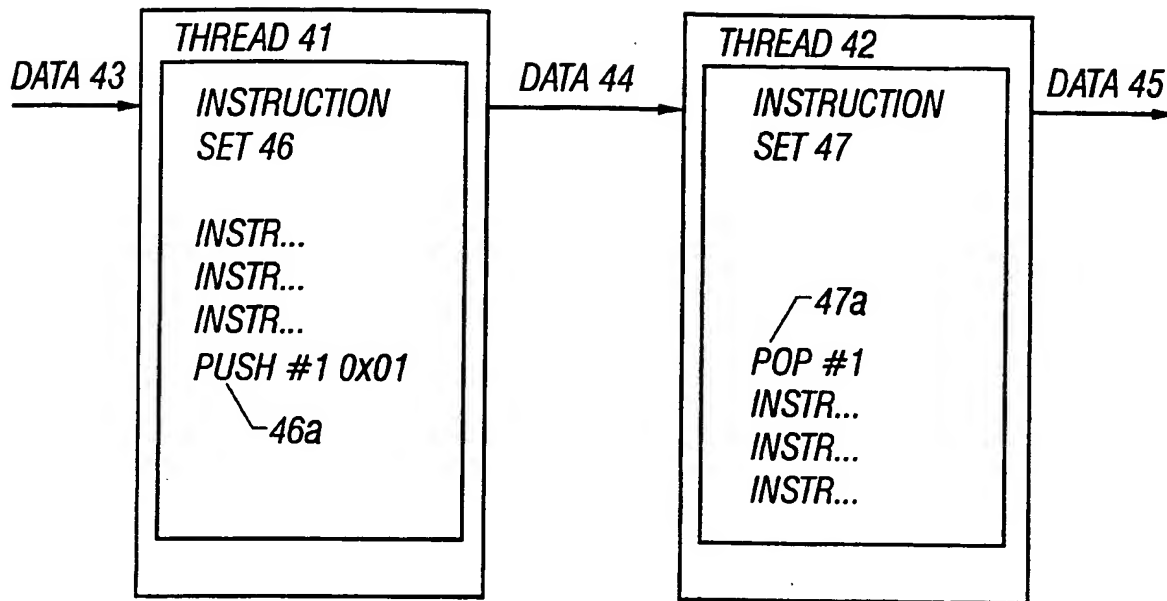 DATA 43
THREAD 41
INSTRUCTION
SET 46
INSTR...
INSTR...
INSTR...
PUSH #1 0x01
46a
DATA 44
THREAD 42
INSTRUCTION
SET 47
47a
POP #1
INSTR...
INSTR...
INSTR...
DATA 45